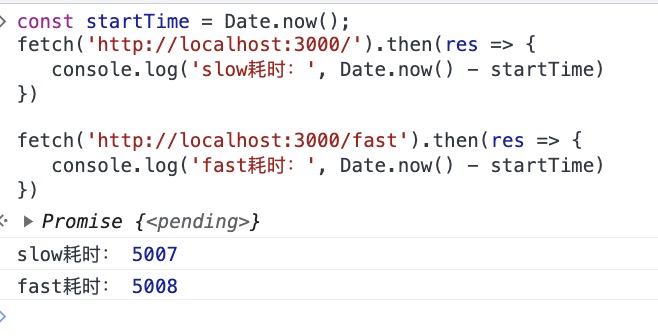 > const startTime = Date.now();
fetch('http://localhost:3000/').then(res => {
   console.log('slow耗时: ', Date.now() - startTime)
})

fetch('http://localhost:3000/fast').then(res => {
   console.log('fast耗时: ', Date.now() - startTime)
})
<· ▶ Promise {<pending>}
slow耗时:  5007
fast耗时:  5008
>